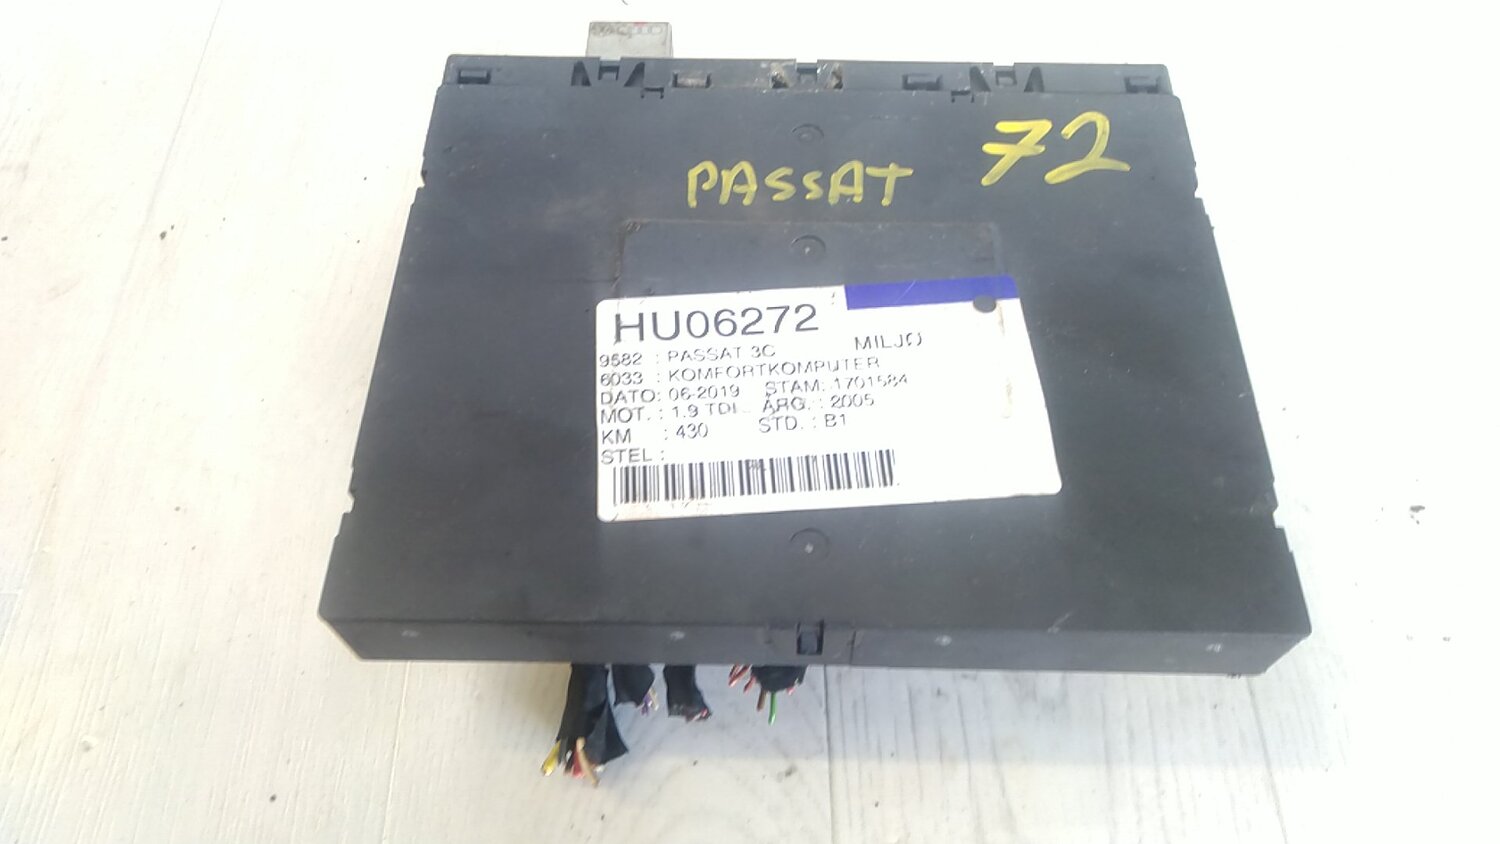 PASSAT 72
HU06272
9582 : PASSAT 3C MILJØ
6033 : KOMFORTKOMPUTER
DATO: 06-2019 STAM: 1701584
MOT. : 1.9 TDI ÅRG. : 2005
KM : 430 STD. : B1
STEL :